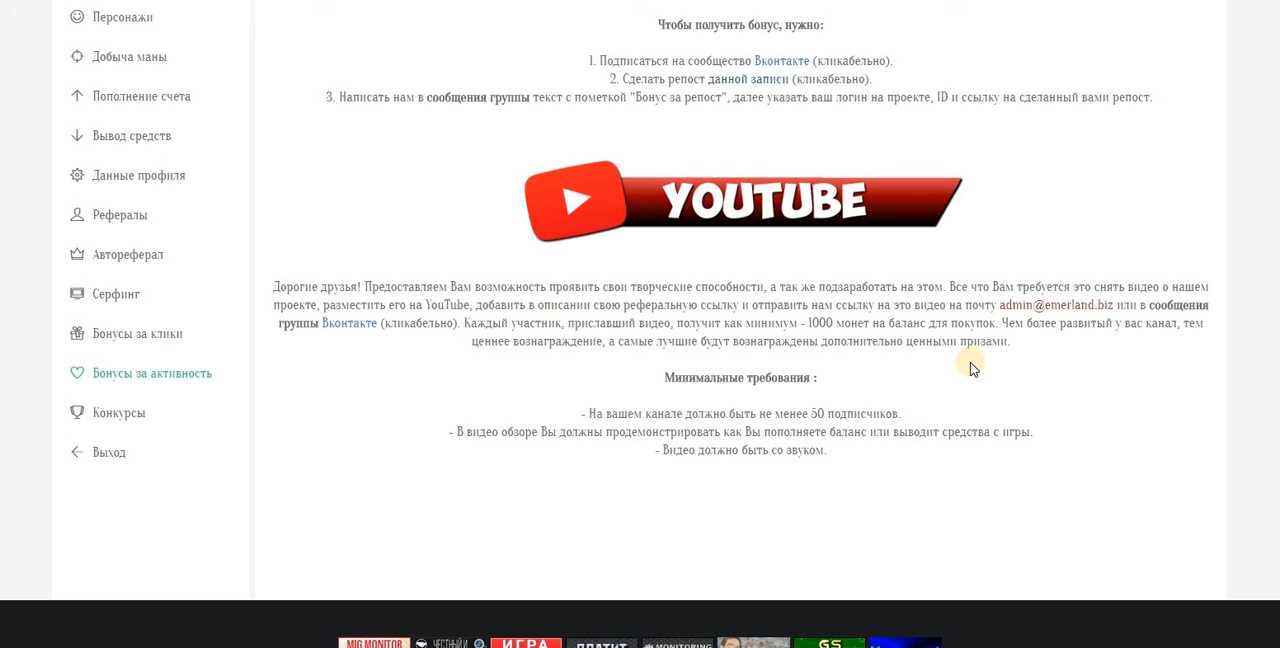 Персонажи
Добыча маны
Пополнение счета
Вывод средств
Данные профиля
Рефералы
Автореферал
Серфинг
Бонусы за клики
Бонусы за активность
Конкурсы
Выход
Чтобы получить бонус, нужно:
1. Подписаться на сообщество Вконтакте (кликабельно).
2. Сделать репост данной записи (кликабельно).
3. Написать нам в сообщения группы текст с пометкой "Бонус за репост", далее указать ваш логин на проекте, ID и ссылку на сделанный вами репост.
YOUTUBE
Дорогие друзья! Предоставляем Вам возможность проявить свои творческие способности, а так же подзаработать на этом. Все что Вам требуется это снять видео о нашем
проекте, разместить его на YouTube, добавить в описании свою реферальную ссылку и отправить нам ссылку на это видео на почту admin@emerland.biz или в сообщения
группы Вконтакте (кликабельно). Каждый участник, приславший видео, получит как минимум - 1000 монет на баланс для покупок. Чем более развитый у вас канал, тем
ценнее вознаграждение, а самые лучшие будут вознаграждены дополнительно ценными призами.
Минимальные требования :
- На вашем канале должно быть не менее 50 подписчиков.
- В видео обзоре Вы должны продемонстрировать как Вы пополняете баланс или выводит средства с игры.
- Видео должно быть со звуком.
MIG MONITOR
ЧЕСТНЫЙ И
ИГРА
ПЛАТИТ
MONITORING
GS